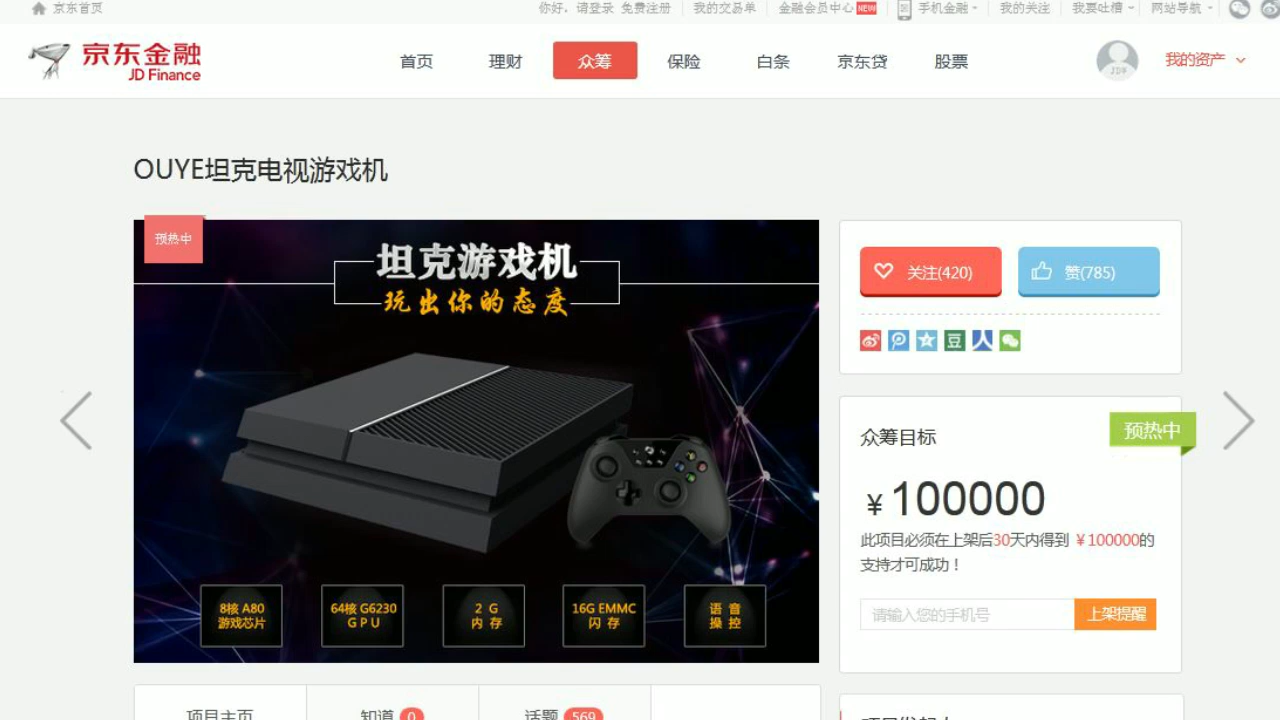 京东首页
你好，请登录 免费注册 我的交易单 金融会员中心 NEW 手机金融 我的关注 我要吐槽 网站导航
京东金融
JD Finance
首页 理财 众筹 保险 白条 京东贷 股票
我的资产
OUYE坦克电视游戏机
预热中
坦克游戏机
玩出你的态度
8核 A80
游戏芯片
64核 G6230
GPU
2 G
内 存
16G EMMC
闪 存
语 音
操 控
关注(420)
赞(785)
众筹目标
预热中
¥100000
此项目必须在上架后30天内得到 ¥100000的
支持才可成功！
请输入您的手机号 上架提醒
项目主页 知道 0 话题 569